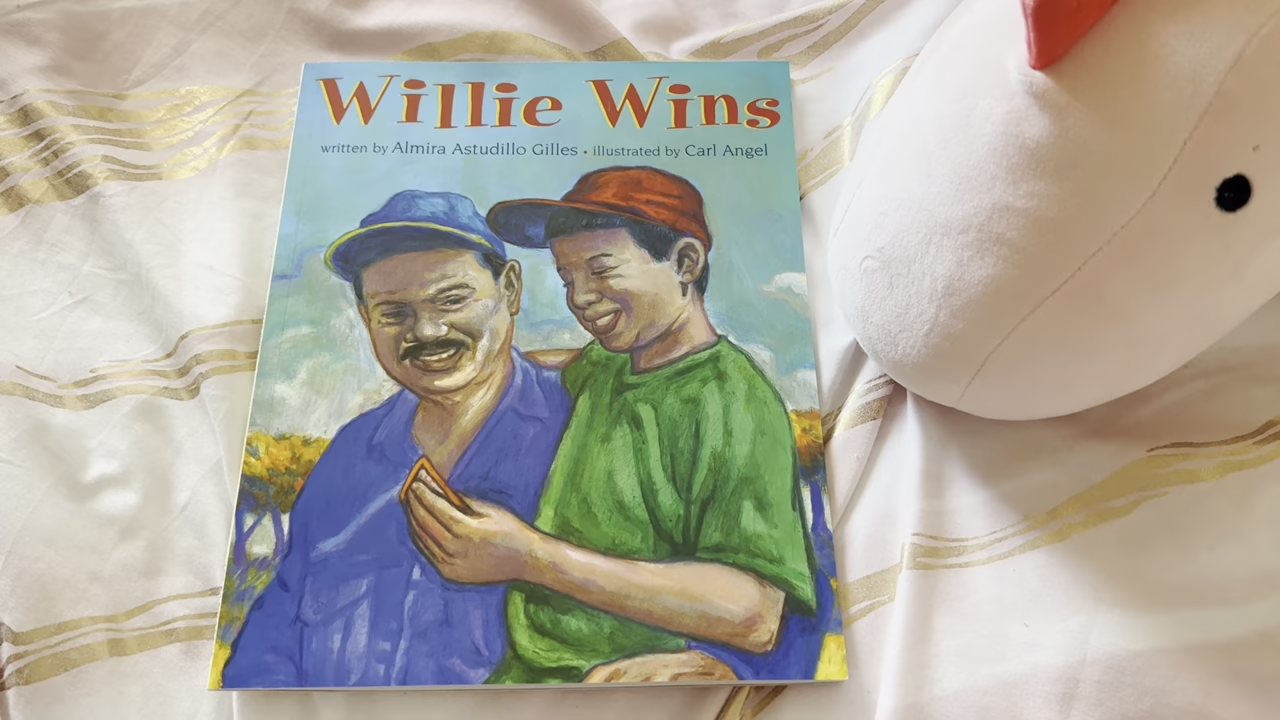 Willie Wins
written by Almira Astudillo Gilles • illustrated by Carl Angel